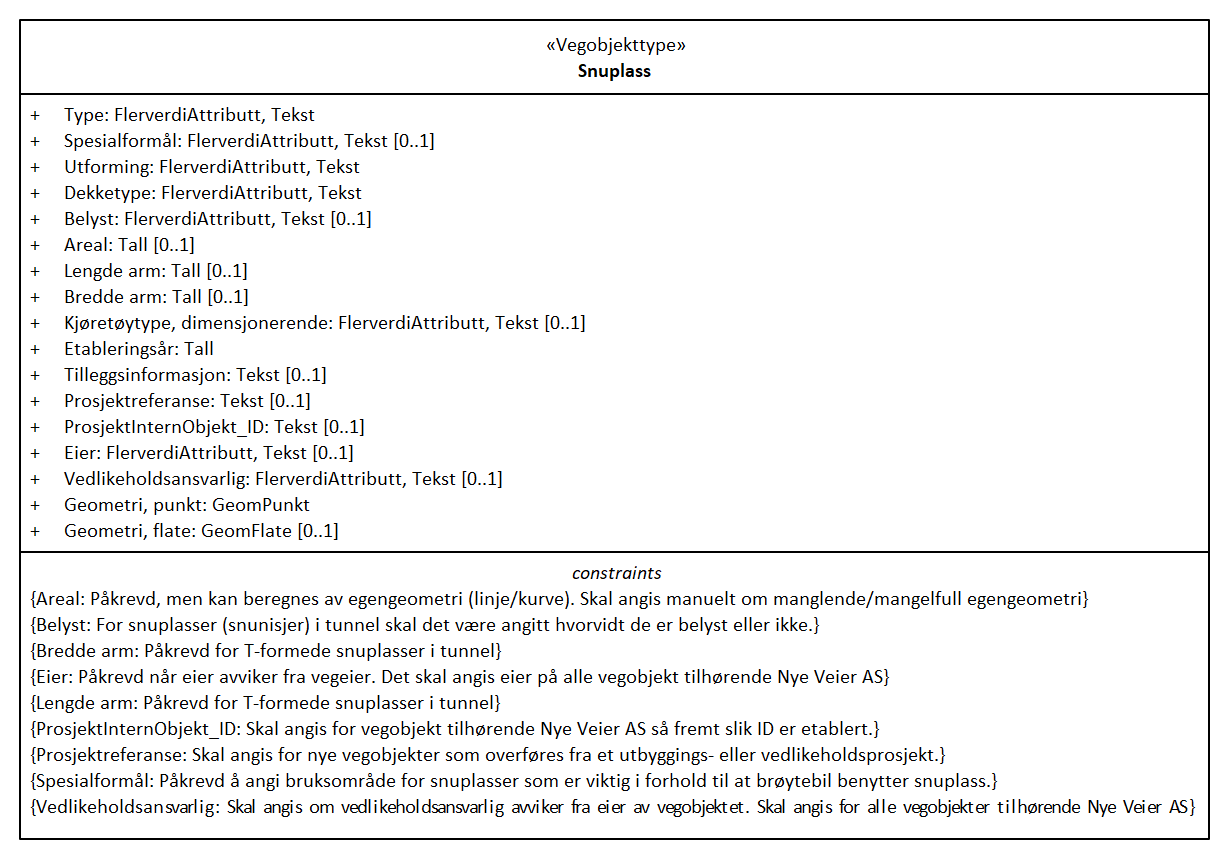 «Vegobjekttype»
Snuplass
+ Type: FlerverdiAttributt, Tekst
+ Spesialformål: FlerverdiAttributt, Tekst [0..1]
+ Utforming: FlerverdiAttributt, Tekst
+ Dekketype: FlerverdiAttributt, Tekst
+ Belyst: FlerverdiAttributt, Tekst [0..1]
+ Areal: Tall [0..1]
+ Lengde arm: Tall [0..1]
+ Bredde arm: Tall [0..1]
+ Kjøretøytype, dimensjonerende: FlerverdiAttributt, Tekst [0..1]
+ Etableringsår: Tall
+ Tilleggsinformasjon: Tekst [0..1]
+ Prosjektreferanse: Tekst [0..1]
+ ProsjektInternObjekt_ID: Tekst [0..1]
+ Eier: FlerverdiAttributt, Tekst [0..1]
+ Vedlikeholdsansvarlig: FlerverdiAttributt, Tekst [0..1]
+ Geometri, punkt: GeomPunkt
+ Geometri, flate: GeomFlate [0..1]
constraints
{Areal: Påkrevd, men kan beregnes av egengeometri (linje/kurve). Skal angis manuelt om manglende/mangelfull egengeometri}
{Belyst: For snuplasser (snunisjer) i tunnel skal det være angitt hvorvidt de er belyst eller ikke.}
{Bredde arm: Påkrevd for T-formede snuplasser i tunnel}
{Eier: Påkrevd når eier avviker fra vegeier. Det skal angis eier på alle vegobjekt tilhørende Nye Veier AS}
{Lengde arm: Påkrevd for T-formede snuplasser i tunnel}
{ProsjektInternObjekt_ID: Skal angis for vegobjekt tilhørende Nye Veier AS så fremt slik ID er etablert.}
{Prosjektreferanse: Skal angis for nye vegobjekter som overføres fra et utbyggings- eller vedlikeholdsprosjekt.}
{Spesialformål: Påkrevd å angi bruksområde for snuplasser som er viktig i forhold til at brøytebil benytter snuplass.}
{Vedlikeholdsansvarlig: Skal angis om vedlikeholdsansvarlig avviker fra eier av vegobjektet. Skal angis for alle vegobjekter tilhørende Nye Veier AS}